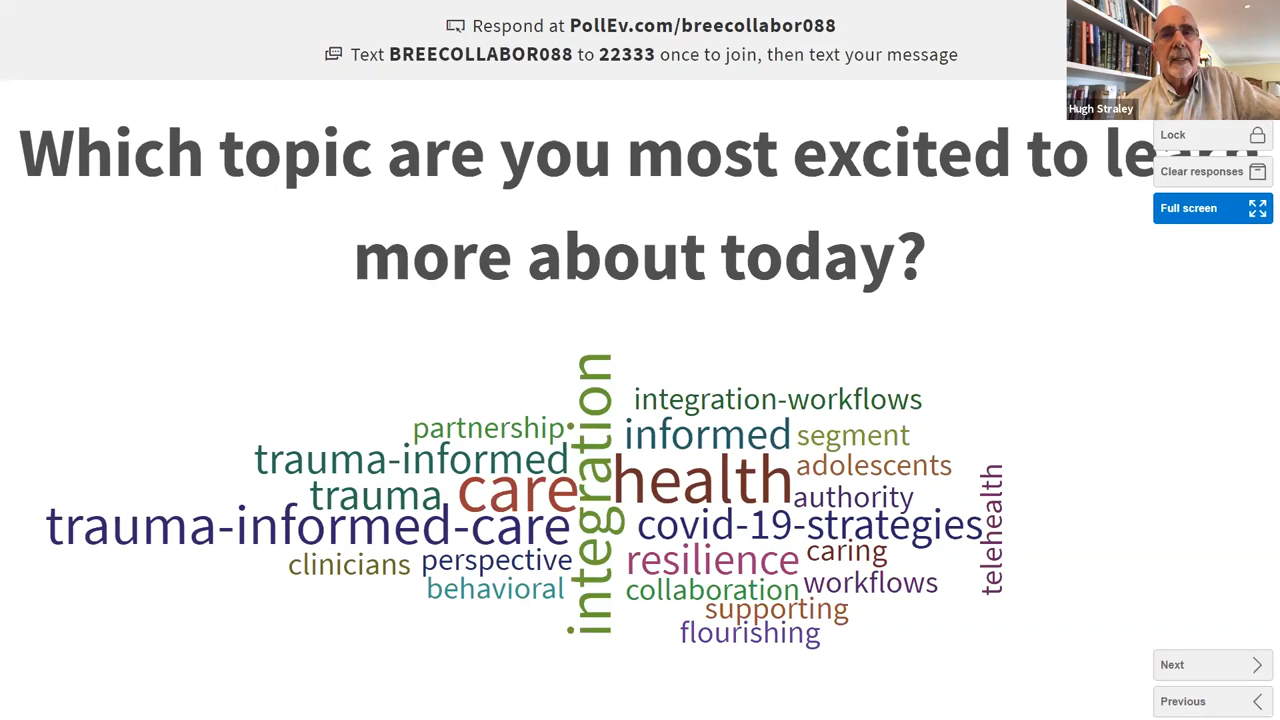 Respond at PollEv.com/breecollabor088
Text BREECOLLABOR088 to 22333 once to join, then text your message
Hugh Straley
Which topic are you most excited to learn
more about today?
Lock
Clear responses
Full screen
integration
integration-workflows
partnership
informed
segment
trauma-informed
health
adolescents
trauma
care
authority
trauma-informed-care
covid-19-strategies
telehealth
clinicians
perspective
resilience
caring
behavioral
collaboration
workflows
supporting
flourishing
Next
Previous